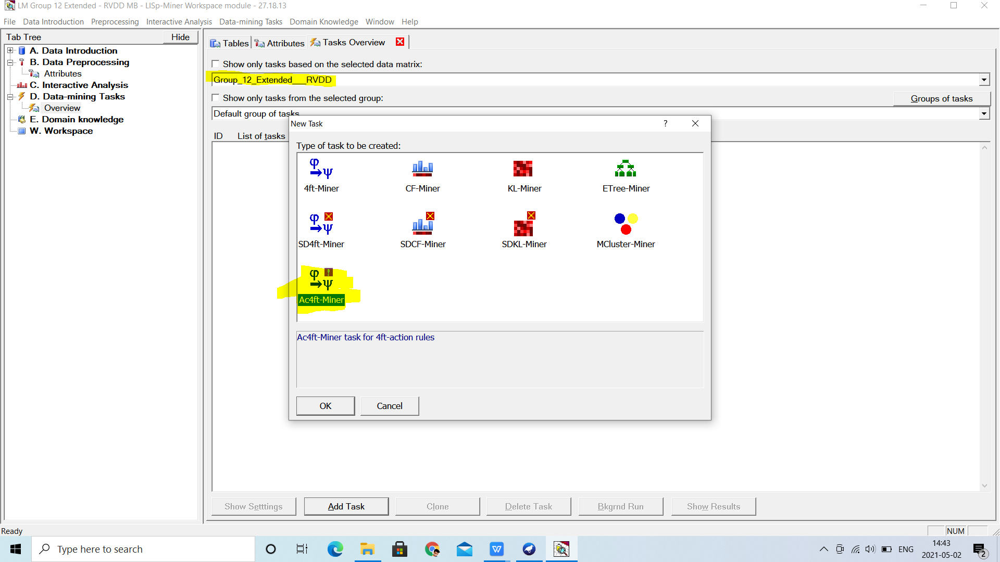 LM Group 12 Extended - RVDD MB - LISp-Miner Workspace module - 27.18.13
File Data Introduction Preprocessing Interactive Analysis Data-mining Tasks Domain Knowledge Window Help
Tab Tree
Hide
A. Data Introduction
B. Data Preprocessing
Attributes
C. Interactive Analysis
D. Data-mining Tasks
Overview
E. Domain knowledge
W. Workspace
Tables Attributes Tasks Overview
Show only tasks based on the selected data matrix:
Group_12_Extended___RVDD
Show only tasks from the selected group:
Groups of tasks
Default group of tasks
ID List of tasks
New Task
?
Type of task to be created:
φ ψ
4ft-Miner CF-Miner KL-Miner ETree-Miner
φ ψ
SD4ft-Miner SDCF-Miner SDKL-Miner MCluster-Miner
φ ψ
Ac4ft-Miner
Ac4ft-Miner task for 4ft-action rules
OK Cancel
Show Setttings Add Task Clone Delete Task Bkgrnd Run Show Results
Ready
NUM
Type here to search
W
ENG
14:43
2021-05-02
2